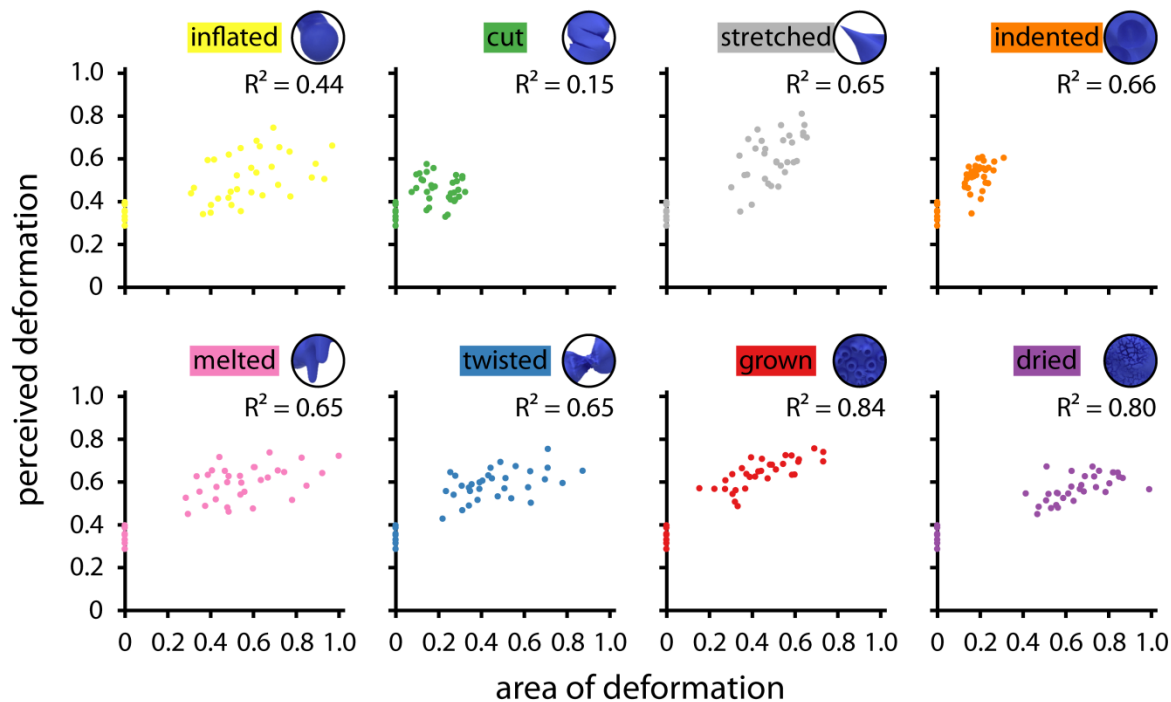 inflated
cut
stretched
indented
R² = 0.44
R² = 0.15
R² = 0.65
R² = 0.66
1.0
0.8
0.6
0.4
0.2
0
melted
twisted
grown
dried
R² = 0.65
R² = 0.65
R² = 0.84
R² = 0.80
1.0
0.8
0.6
0.4
0.2
0
0 0.2 0.4 0.6 0.8 1.0
0 0.2 0.4 0.6 0.8 1.0
0 0.2 0.4 0.6 0.8 1.0
0 0.2 0.4 0.6 0.8 1.0
perceived deformation
area of deformation